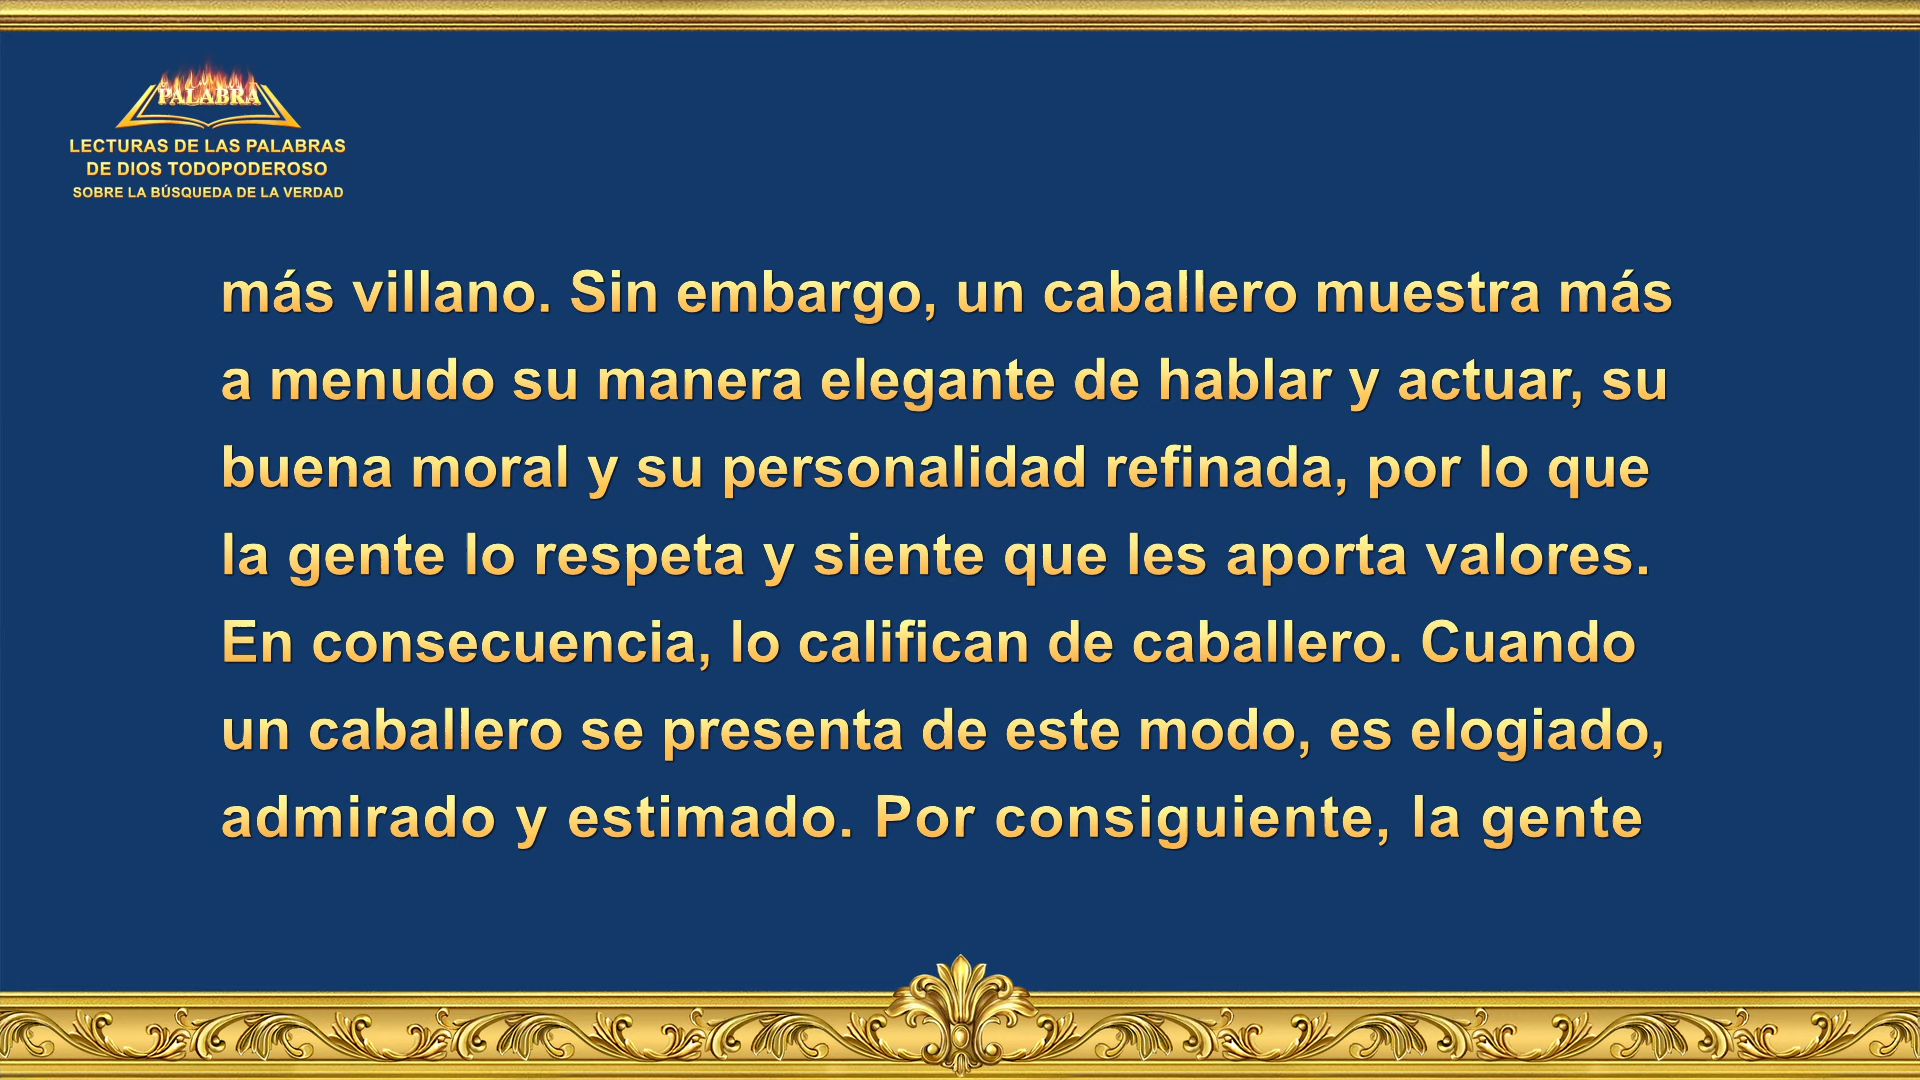 PALABRA
LECTURAS DE LAS PALABRAS
DE DIOS TODOPODEROSO
SOBRE LA BÚSQUEDA DE LA VERDAD
más villano. Sin embargo, un caballero muestra más
a menudo su manera elegante de hablar y actuar, su
buena moral y su personalidad refinada, por lo que
la gente lo respeta y siente que les aporta valores.
En consecuencia, lo califican de caballero. Cuando
un caballero se presenta de este modo, es elogiado,
admirado y estimado. Por consiguiente, la gente